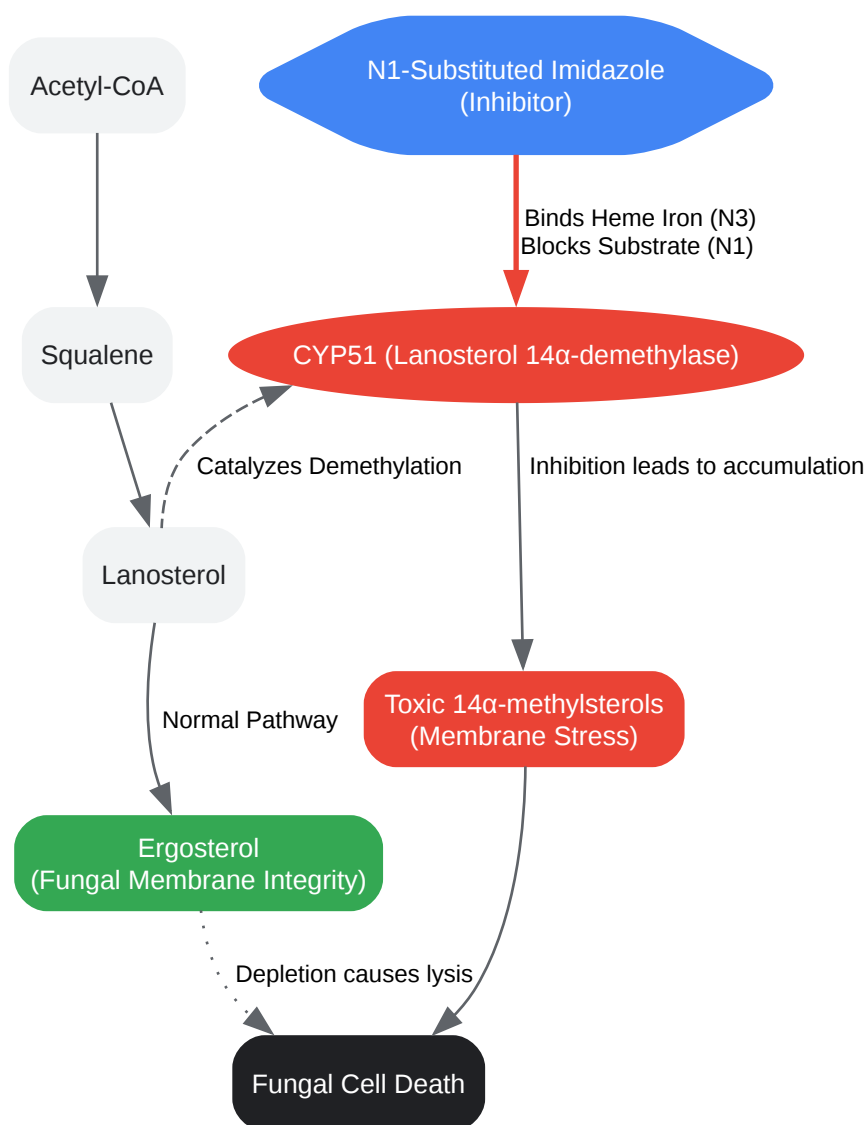 Acetyl-CoA
N1-Substituted Imidazole
(Inhibitor)
Binds Heme Iron (N3)
Blocks Substrate (N1)
Squalene
CYP51 (Lanosterol 14α-demethylase)
Catalyzes Demethylation
Inhibition leads to accumulation
Lanosterol
Normal Pathway
Toxic 14α-methylsterols
(Membrane Stress)
Ergosterol
(Fungal Membrane Integrity)
Depletion causes lysis
Fungal Cell Death